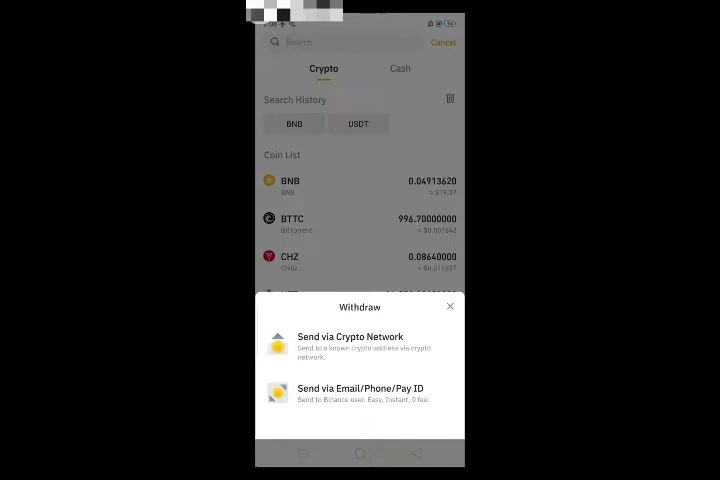 Search
Cancel
Crypto
Cash
Search History
BNB
USDT
Coin List
BNB
0.04913620
BNB
≈ $19.37
BTTC
996.70000000
Bittorrent
CHZ
0.08640000
Chiliz
Withdraw
Send via Crypto Network
Send to a known crypto address via crypto
network.
Send via Email/Phone/Pay ID
Send to Binance user. Easy, Instant, 0 fee.